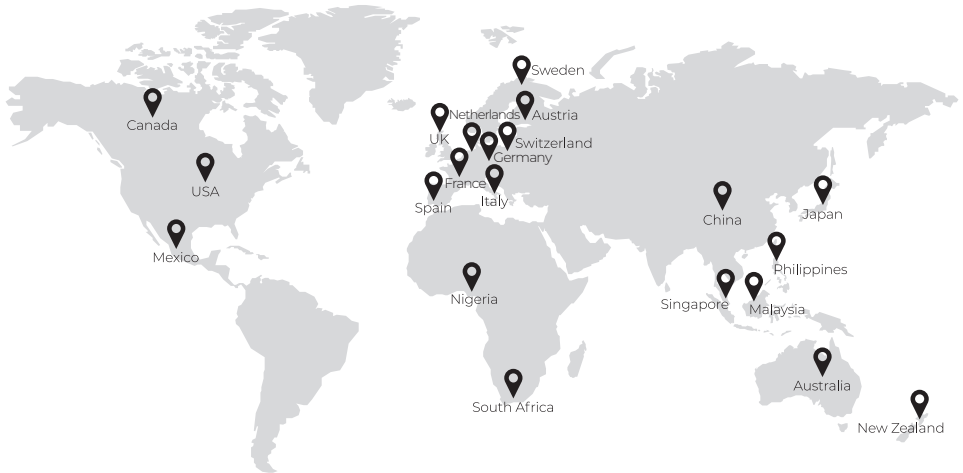 Sweden
Canada
Netherlands
Austria
UK
Switzerland
Germany
USA
France
Italy
Spain
China
Japan
Mexico
Philippines
Nigeria
Singapore
Malaysia
Australia
South Africa
New Zealand